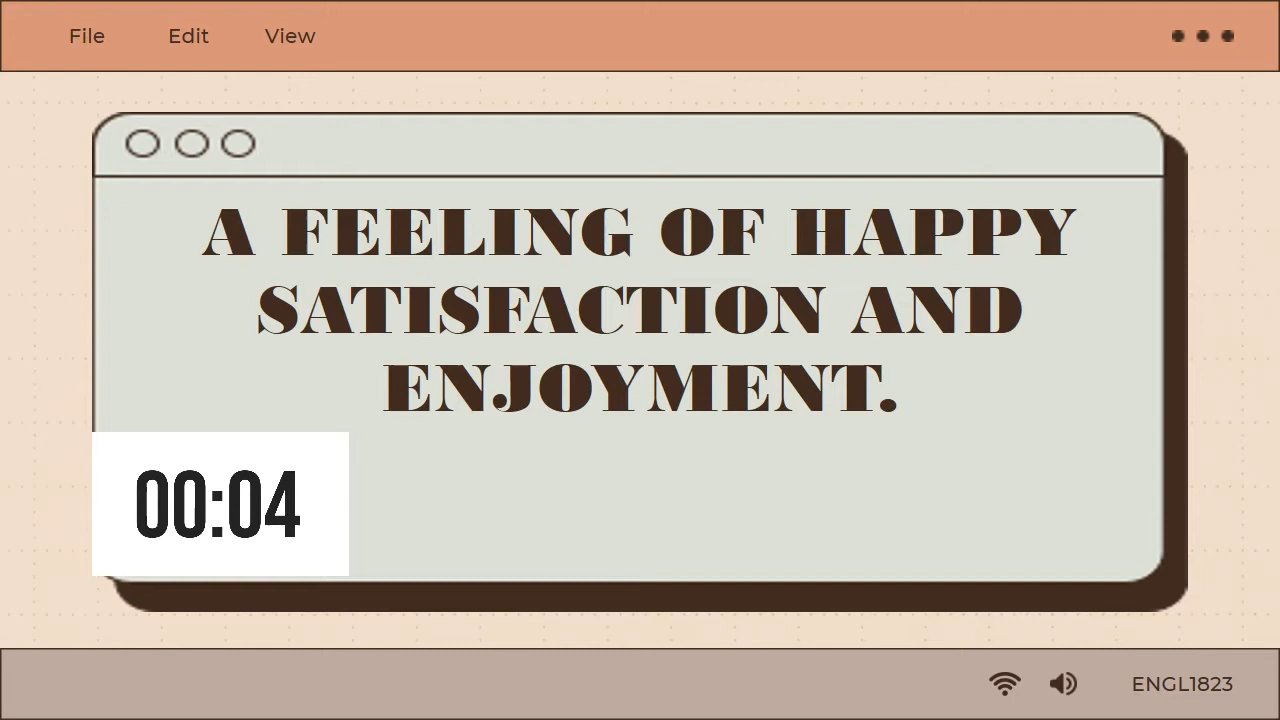 File Edit View
A FEELING OF HAPPY
SATISFACTION AND
ENJOYMENT.
00:04
ENGL1823